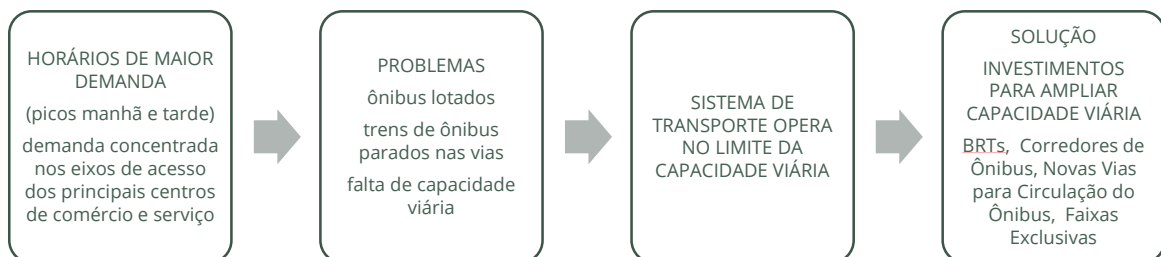 HORÁRIOS DE MAIOR
DEMANDA
(picos manhã e tarde)
demanda concentrada
nos eixos de acesso
dos principais centros
de comércio e serviço
PROBLEMAS
ônibus lotados
trens de ônibus
parados nas vias
falta de capacidade
viária
SISTEMA DE
TRANSPORTE OPERA
NO LIMITE DA
CAPACIDADE VIÁRIA
SOLUÇÃO
INVESTIMENTOS
PARA AMPLIAR
CAPACIDADE VIÁRIA
BRTs, Corredores de
Ônibus, Novas Vias
para Circulação do
Ônibus, Faixas
Exclusivas